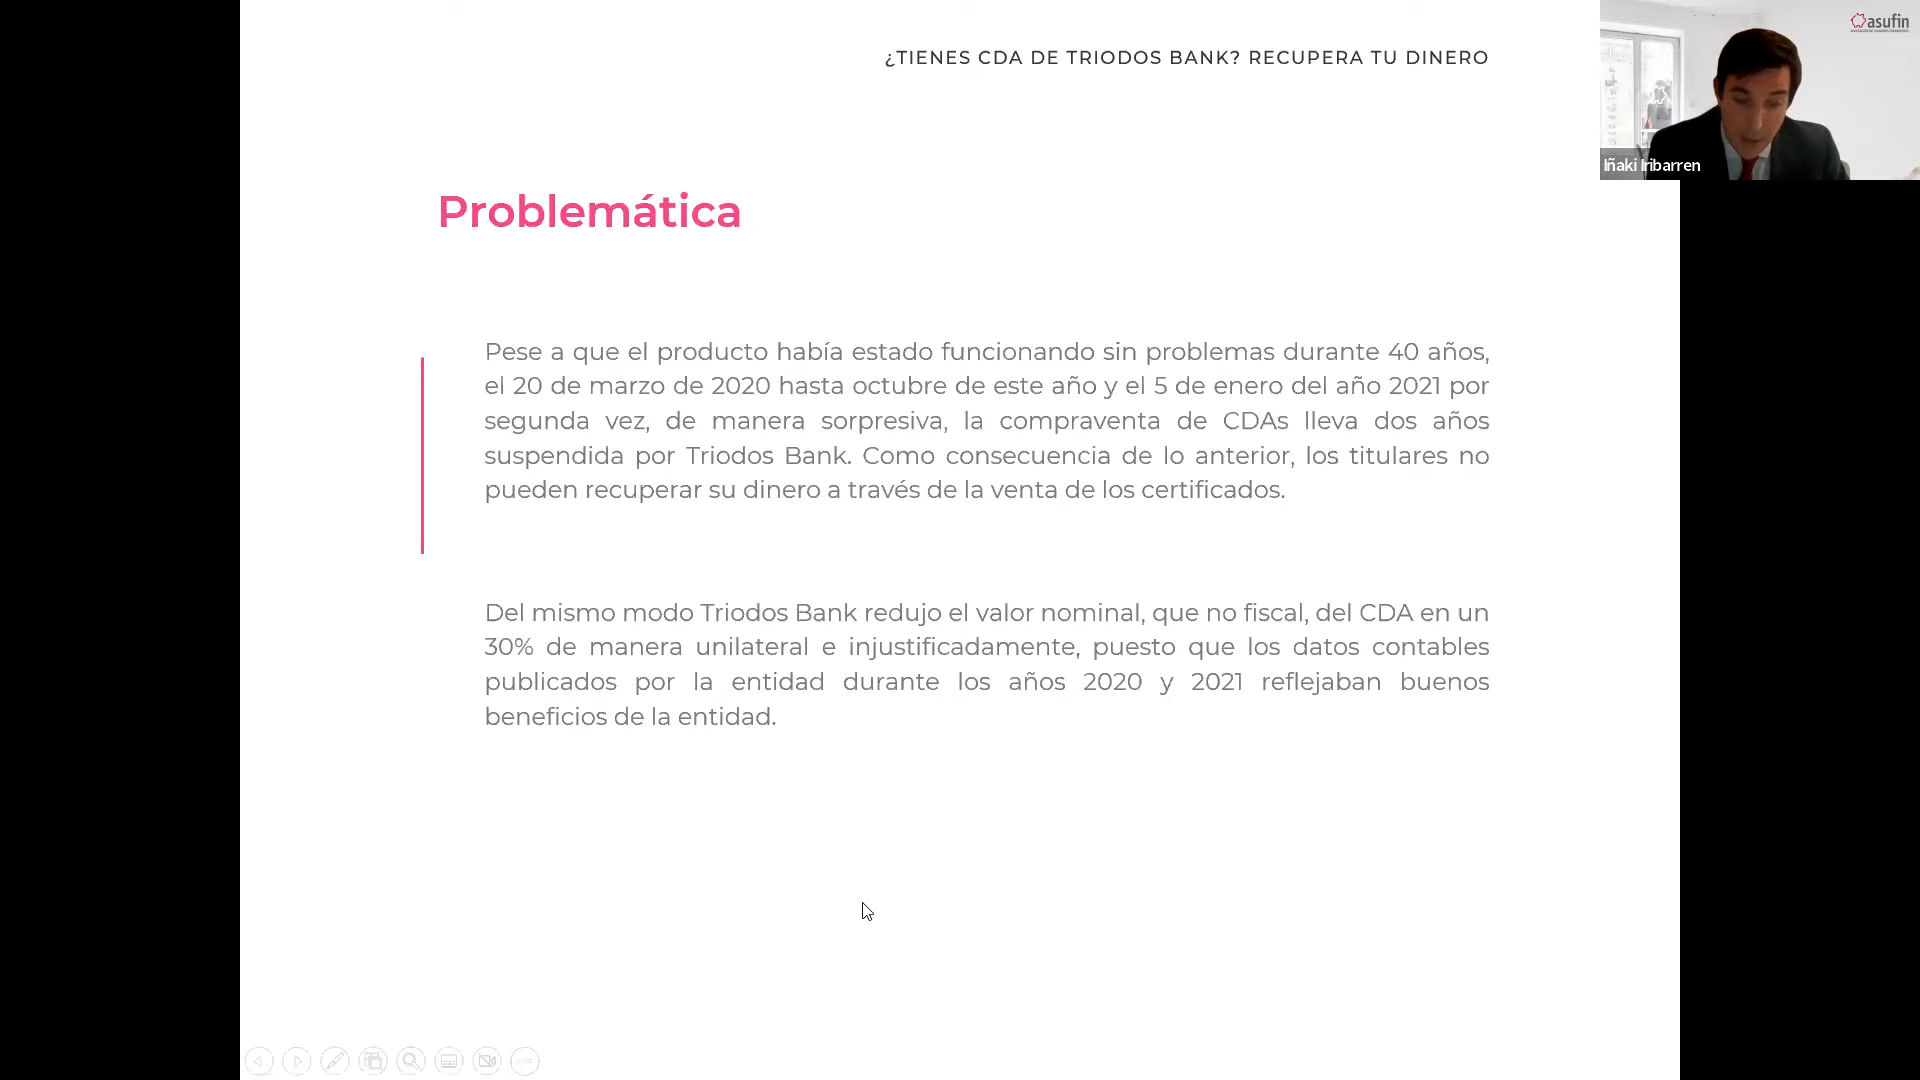 ¿TIENES CDA DE TRIODOS BANK? RECUPERA TU DINERO
asufin
Iñaki Iribarren
Problemática
Pese a que el producto había estado funcionando sin problemas durante 40 años,
el 20 de marzo de 2020 hasta octubre de este año y el 5 de enero del año 2021 por
segunda vez, de manera sorpresiva, la compraventa de CDAs lleva dos años
suspendida por Triodos Bank. Como consecuencia de lo anterior, los titulares no
pueden recuperar su dinero a través de la venta de los certificados.
Del mismo modo Triodos Bank redujo el valor nominal, que no fiscal, del CDA en un
30% de manera unilateral e injustificadamente, puesto que los datos contables
publicados por la entidad durante los años 2020 y 2021 reflejaban buenos
beneficios de la entidad.